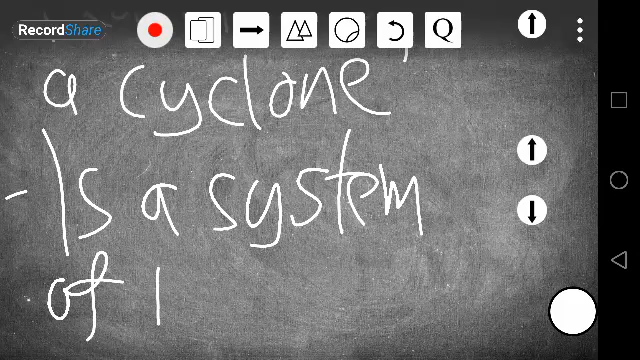 RecordShare
Q
a cyclone
- Is a system
of